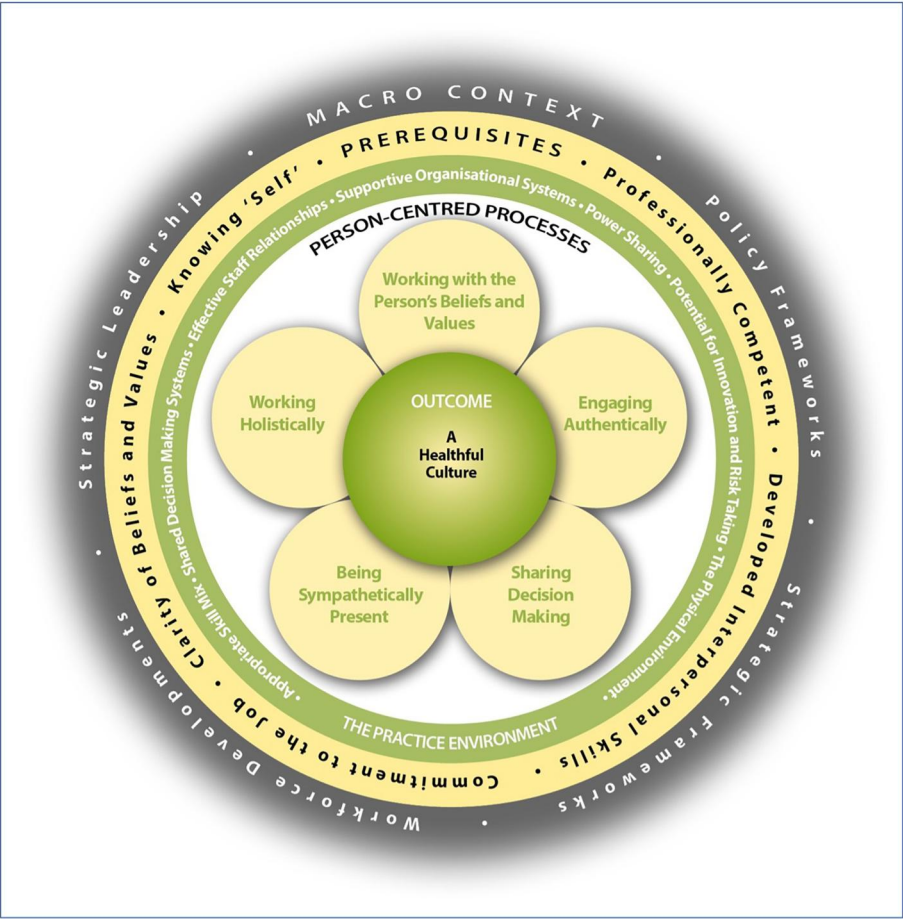 MACRO CONTEXT
•
Policy Frameworks
•
Strategic Frameworks
•
Workforce Developments
•
Strategic Leadership
•
PREREQUISITES • Professionally Competent • Developed Interpersonal Skills • Commitment to the Job • Clarity of Beliefs and Values • Knowing ‘Self’ •
• Appropriate Skill Mix • Shared Decision Making Systems • Effective Staff Relationships • Supportive Organisational Systems • Power Sharing • Potential for Innovation and Risk Taking • The Physical Environment •
THE PRACTICE ENVIRONMENT
PERSON-CENTRED PROCESSES
Working with the
Person’s Beliefs and
Values
Engaging
Authentically
Sharing
Decision
Making
Being
Sympathetically
Present
Working
Holistically
OUTCOME
A
Healthful
Culture